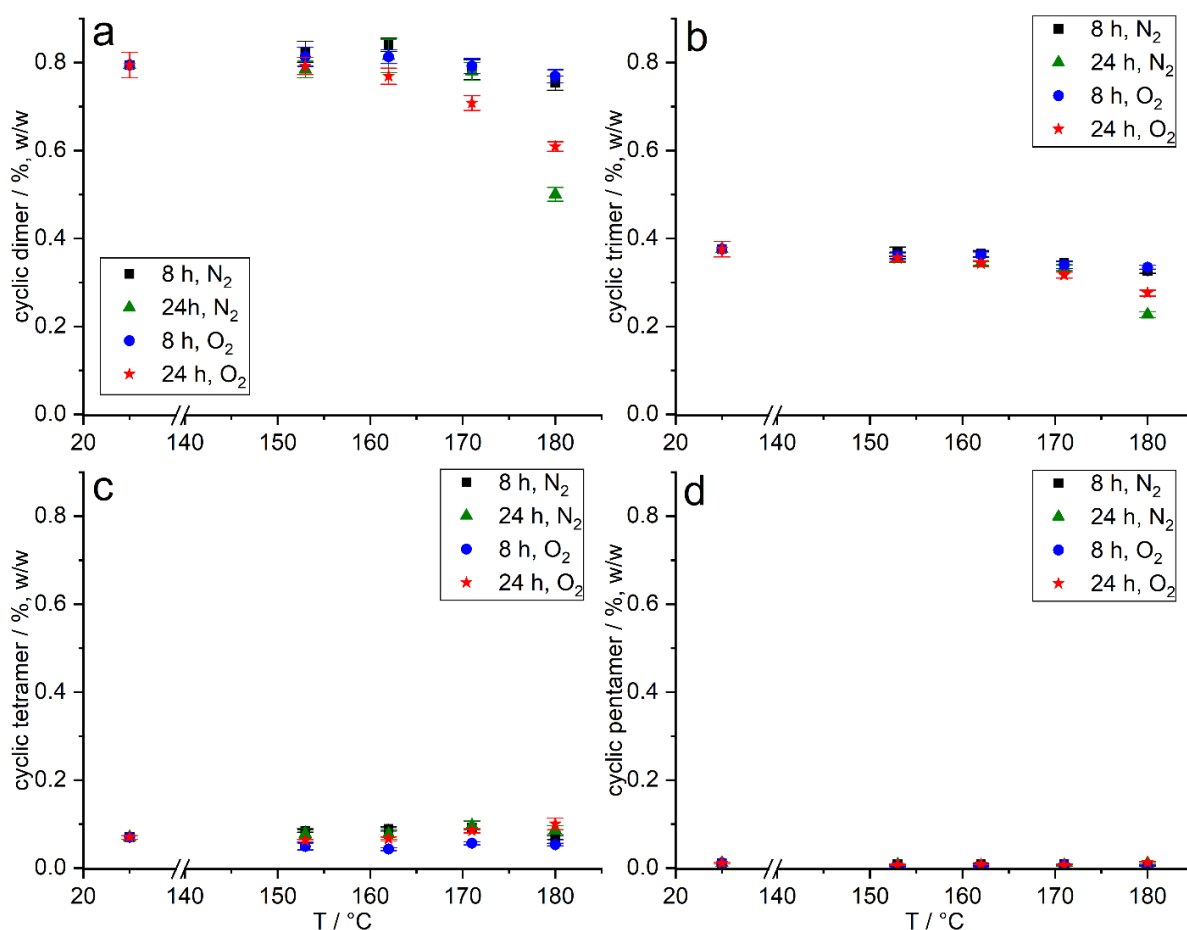 a
cyclic dimer / %, w/w
0.8
0.6
0.4
0.2
0.0
8 h, N2
24h, N2
8 h, O2
24 h, O2
20 140 150 160 170 180
b
cyclic trimer / %, w/w
0.8
0.6
0.4
0.2
0.0
8 h, N2
24 h, N2
8 h, O2
24 h, O2
20 140 150 160 170 180
c
cyclic tetramer / %, w/w
0.8
0.6
0.4
0.2
0.0
8 h, N2
24 h, N2
8 h, O2
24 h, O2
20 140 150 160 170 180
T / °C
d
cyclic pentamer / %, w/w
0.8
0.6
0.4
0.2
0.0
8 h, N2
24 h, N2
8 h, O2
24 h, O2
20 140 150 160 170 180
T / °C